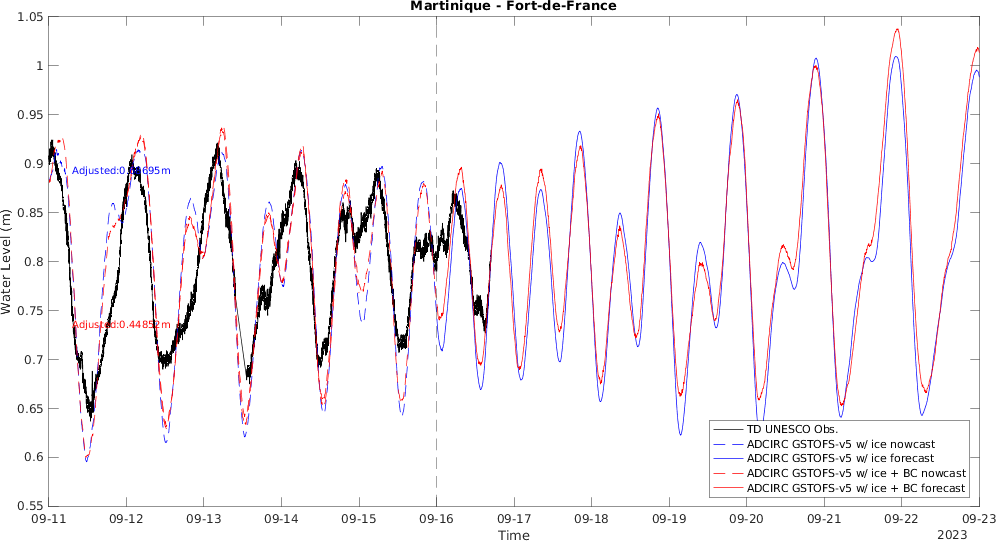 Martinique - Fort-de-France
1.05
1
0.95
0.9
0.85
0.8
0.75
0.7
0.65
0.6
0.55
Water Level (m)
Adjusted:0.44852m
TD UNESCO Obs.
ADCIRC GSTOFS-v5 w/ ice nowcast
ADCIRC GSTOFS-v5 w/ ice forecast
ADCIRC GSTOFS-v5 w/ ice + BC nowcast
ADCIRC GSTOFS-v5 w/ ice + BC forecast
09-11 09-12 09-13 09-14 09-15 09-16 09-17 09-18 09-19 09-20 09-21 09-22 09-23
Time
2023